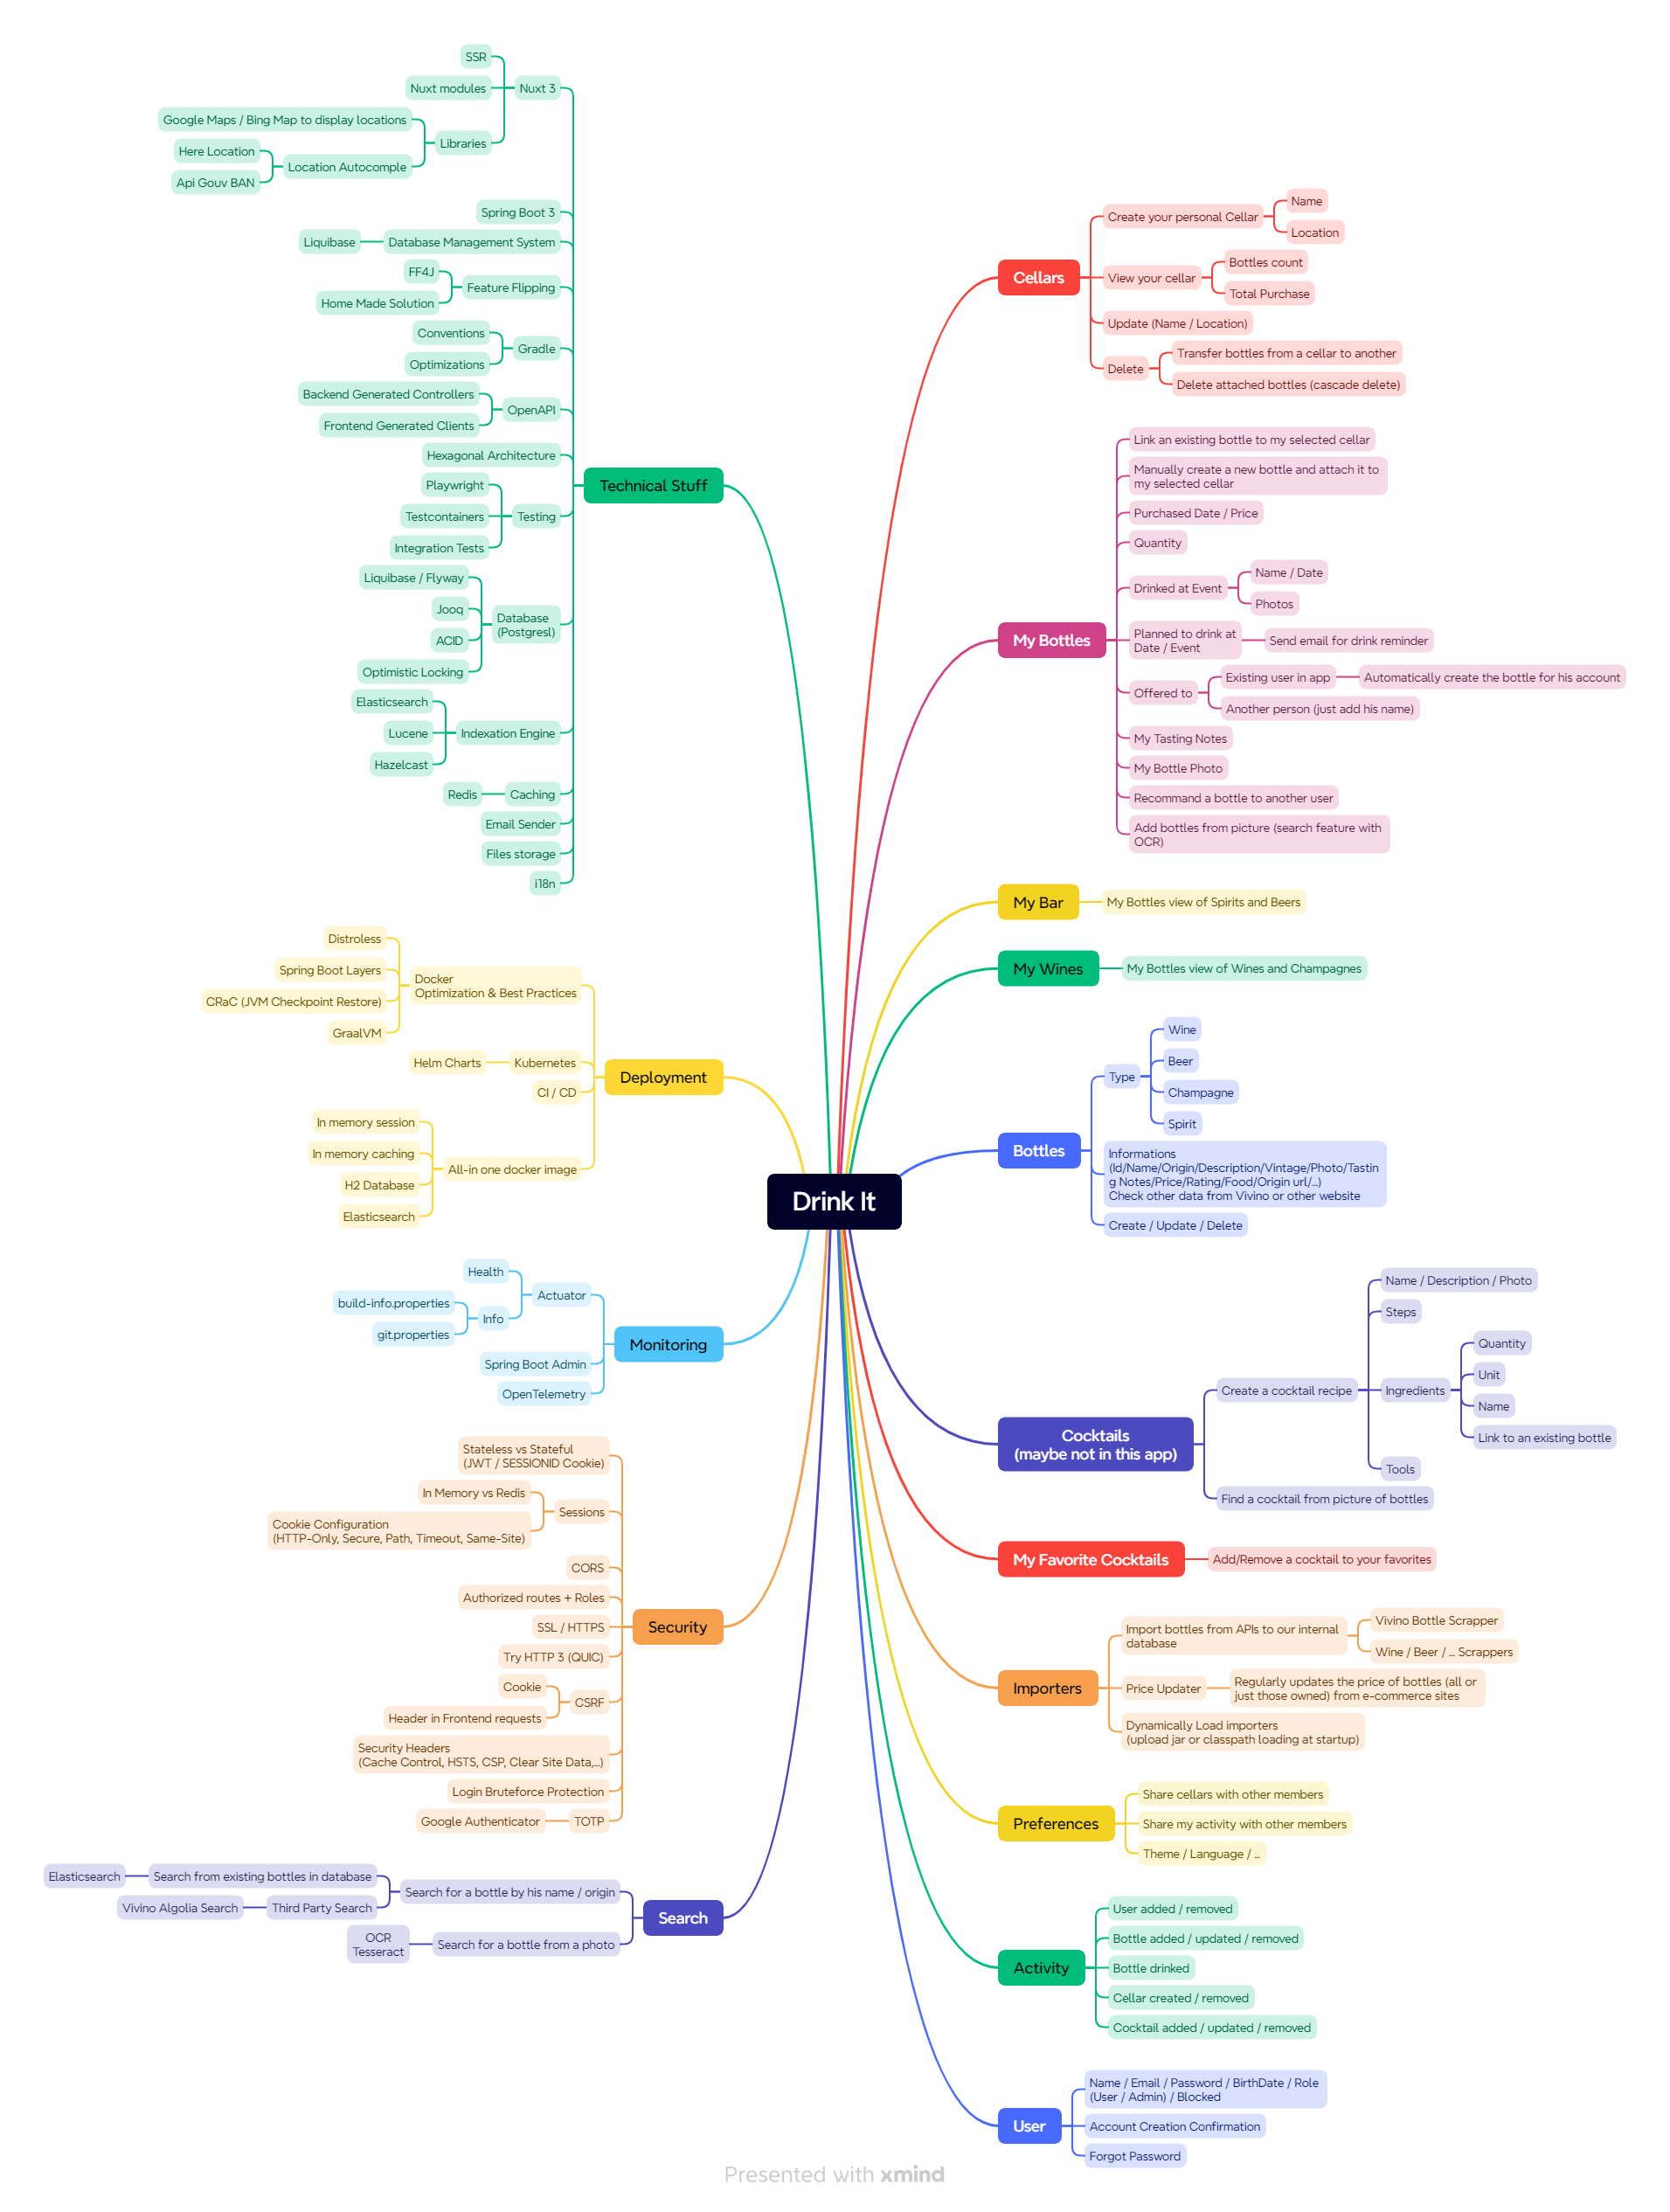 Drink It
Cellars
Create your personal Cellar
Name
Location
View your cellar
Bottles count
Total Purchase
Update (Name / Location)
Delete
Transfer bottles from a cellar to another
Delete attached bottles (cascade delete)
My Bottles
Link an existing bottle to my selected cellar
Manually create a new bottle and attach it to
my selected cellar
Purchased Date / Price
Quantity
Drinked at Event
Name / Date
Photos
Planned to drink at
Date / Event
Send email for drink reminder
Offered to
Existing user in app
Automatically create the bottle for his account
Another person (just add his name)
My Tasting Notes
My Bottle Photo
Recommand a bottle to another user
Add bottles from picture (search feature with
OCR)
My Bar
My Bottles view of Spirits and Beers
My Wines
My Bottles view of Wines and Champagnes
Bottles
Type
Wine
Beer
Champagne
Spirit
Informations
(Id/Name/Origin/Description/Vintage/Photo/Tastin
g Notes/Price/Rating/Food/Origin url/...)
Check other data from Vivino or other website
Create / Update / Delete
Cocktails
(maybe not in this app)
Create a cocktail recipe
Name / Description / Photo
Steps
Ingredients
Quantity
Unit
Name
Link to an existing bottle
Tools
Find a cocktail from picture of bottles
My Favorite Cocktails
Add/Remove a cocktail to your favorites
Importers
Import bottles from APIs to our internal
database
Vivino Bottle Scrapper
Wine / Beer / ... Scrappers
Price Updater
Regularly updates the price of bottles (all or
just those owned) from e-commerce sites
Dynamically Load importers
(upload jar or classpath loading at startup)
Preferences
Share cellars with other members
Share my activity with other members
Theme / Language / ...
Activity
User added / removed
Bottle added / updated / removed
Bottle drinked
Cellar created / removed
Cocktail added / updated / removed
User
Name / Email / Password / BirthDate / Role
(User / Admin) / Blocked
Account Creation Confirmation
Forgot Password
Technical Stuff
Nuxt 3
SSR
Nuxt modules
Libraries
Google Maps / Bing Map to display locations
Location Autocomple
Here Location
Api Gouv BAN
Spring Boot 3
Database Management System
Liquibase
Feature Flipping
FF4J
Home Made Solution
Gradle
Conventions
Optimizations
OpenAPI
Backend Generated Controllers
Frontend Generated Clients
Hexagonal Architecture
Testing
Playwright
Testcontainers
Integration Tests
Database
(Postgresl)
Liquibase / Flyway
Jooq
ACID
Optimistic Locking
Indexation Engine
Elasticsearch
Lucene
Hazelcast
Caching
Redis
Email Sender
Files storage
i18n
Deployment
Docker
Optimization & Best Practices
Distroless
Spring Boot Layers
CRaC (JVM Checkpoint Restore)
GraalVM
Kubernetes
Helm Charts
CI / CD
All-in one docker image
In memory session
In memory caching
H2 Database
Elasticsearch
Monitoring
Actuator
Health
Info
build-info.properties
git.properties
Spring Boot Admin
OpenTelemetry
Security
Stateless vs Stateful
(JWT / SESSIONID Cookie)
Sessions
In Memory vs Redis
Cookie Configuration
(HTTP-Only, Secure, Path, Timeout, Same-Site)
CORS
Authorized routes + Roles
SSL / HTTPS
Try HTTP 3 (QUIC)
CSRF
Cookie
Header in Frontend requests
Security Headers
(Cache Control, HSTS, CSP, Clear Site Data,...)
Login Bruteforce Protection
TOTP
Google Authenticator
Search
Search for a bottle by his name / origin
Search from existing bottles in database
Elasticsearch
Third Party Search
Vivino Algolia Search
Search for a bottle from a photo
OCR
Tesseract
Presented with xmind